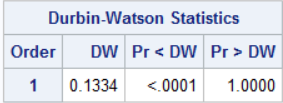 Durbin-Watson Statistics
Order DW Pr < DW Pr > DW
1 0.1334 <.0001 1.0000